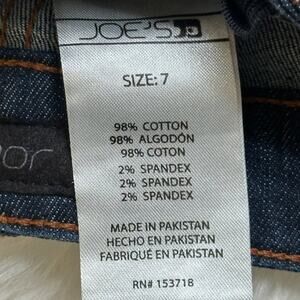 JOE'S
SIZE: 7
98% COTTON
98% ALGODÓN
98% COTON
2% SPANDEX
2% SPANDEX
2% SPANDEX
MADE IN PAKISTAN
HECHO EN PAKISTAN
FABRIQUÉ EN PAKISTAN
RN# 153718